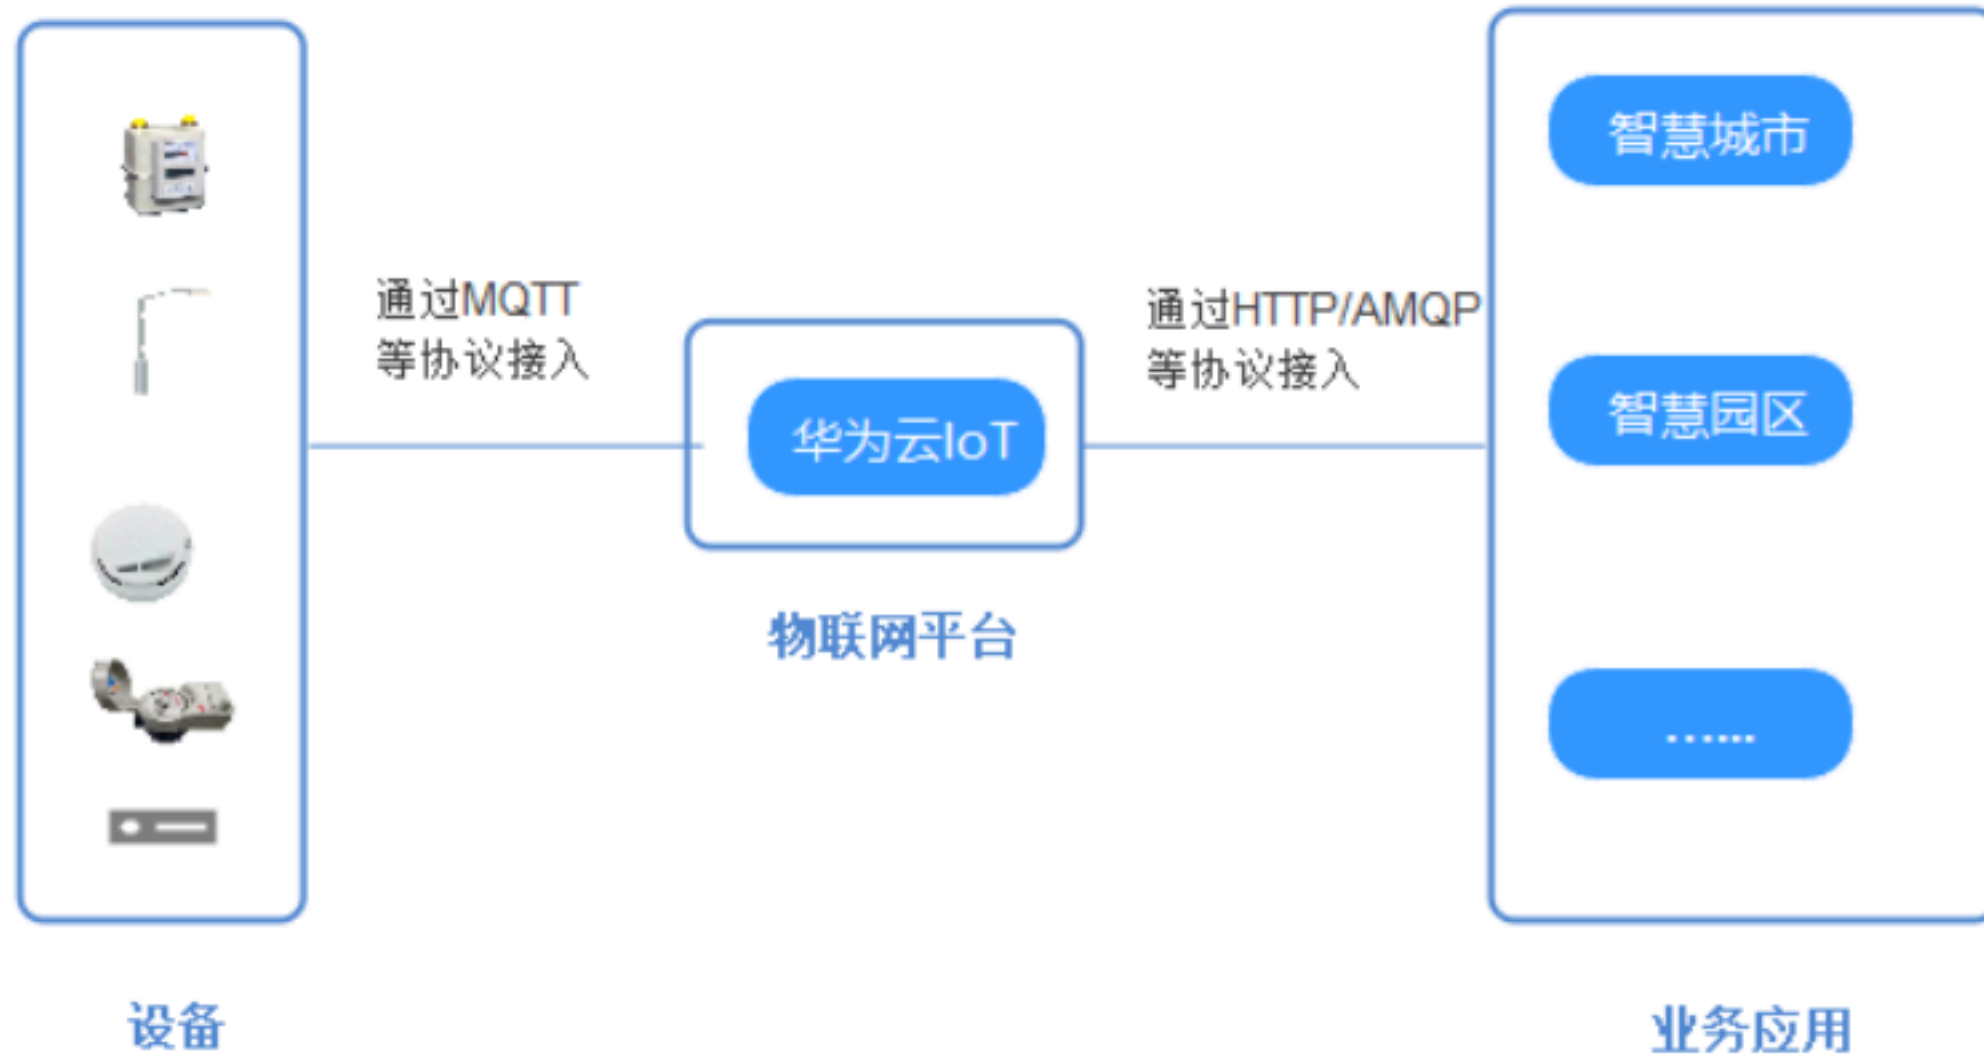 通过MQTT
等协议接入
华为云IoT
物联网平台
通过HTTP/AMQP
等协议接入
智慧城市
智慧园区
......
设备
业务应用